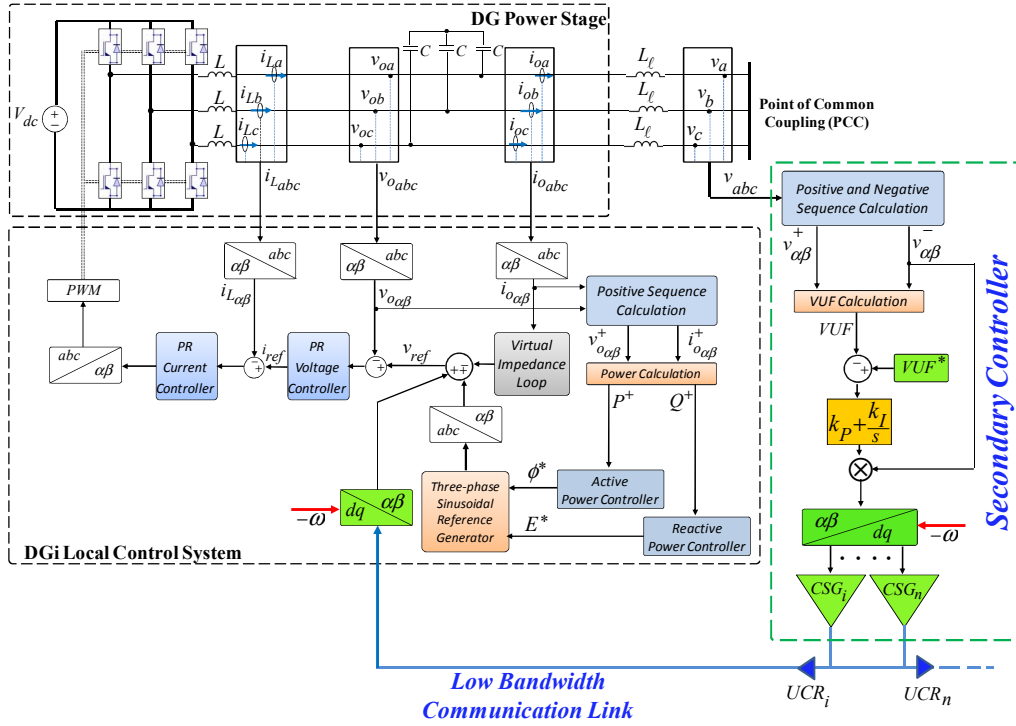 DG Power Stage
V_dc
L
L
L
i_La
i_Lb
i_Lc
v_oa
v_ob
v_oc
C
C
C
i_oa
i_ob
i_oc
L_ℓ
L_ℓ
L_ℓ
v_a
v_b
v_c
Point of Common
Coupling (PCC)
i_Labc
v_oabc
i_oabc
v_abc
abc
αβ
abc
αβ
abc
αβ
PWM
i_Lαβ
v_oαβ
i_oαβ
Positive Sequence
Calculation
v^+_oαβ
i^+_oαβ
abc
αβ
PR
Current
Controller
i_ref
−+
PR
Voltage
Controller
−+
v_ref
+∓
Virtual
Impedance
Loop
Power Calculation
P^+
Q^+
αβ
abc
Three-phase
Sinusoidal
Reference
Generator
ϕ*
Active
Power Controller
E*
Reactive
Power Controller
−ω
αβ
dq
DGi Local Control System
Positive and Negative
Sequence Calculation
v^+_αβ
v^−_αβ
VUF Calculation
VUF
−+
VUF*
k_P + k_I/s
αβ
dq
−ω
. . . .
CSG_i
CSG_n
Secondary Controller
UCR_i
UCR_n
Low Bandwidth
Communication Link